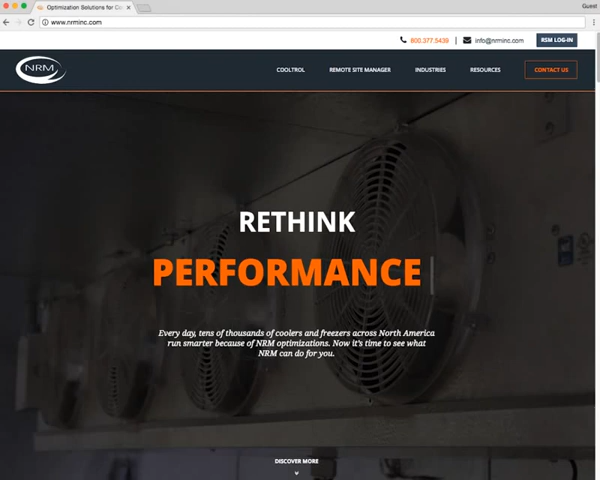 Optimization Solutions for Co
Guest
www.nrminc.com
800.377.5439 | info@nrminc.com RSM LOG-IN
NRM COOLTROL REMOTE SITE MANAGER INDUSTRIES RESOURCES CONTACT US
RETHINK
PERFORMANCE
Every day, tens of thousands of coolers and freezers across North America
run smarter because of NRM optimizations. Now it's time to see what
NRM can do for you.
DISCOVER MORE